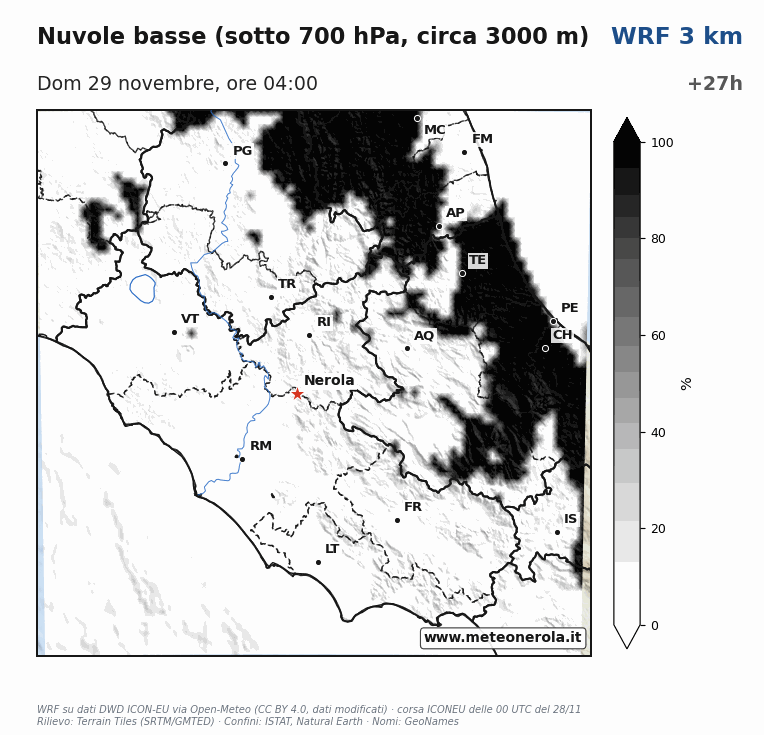 Nuvole basse (sotto 700 hPa, circa 3000 m) WRF 3 km
Dom 29 novembre, ore 04:00 +27h
MC
FM
PG
AP
TE
TR
PE
VT
RI
AQ
CH
Nerola
RM
FR
IS
LT
www.meteonerola.it
100
80
60
40
20
0
%
WRF su dati DWD ICON-EU via Open-Meteo (CC BY 4.0, dati modificati) · corsa ICONEU delle 00 UTC del 28/11
Rilievo: Terrain Tiles (SRTM/GMTED) · Confini: ISTAT, Natural Earth · Nomi: GeoNames